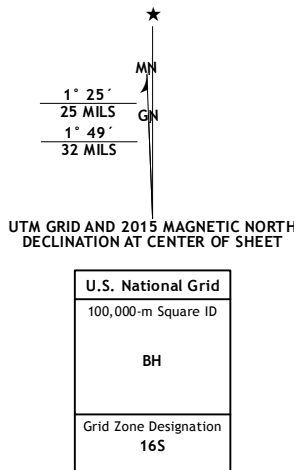 ★
MN
1° 25´
25 MILS
GN
1° 49´
32 MILS
UTM GRID AND 2015 MAGNETIC NORTH
DECLINATION AT CENTER OF SHEET
U.S. National Grid
100,000-m Square ID
BH
Grid Zone Designation
16S